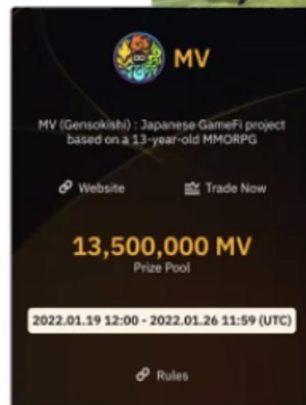 MV
MV (Gensokishi) : Japanese GameFi project
based on a 13-year-old MMORPG
Website
Trade Now
13,500,000 MV
Prize Pool
2022.01.19 12:00 - 2022.01.26 11:59 (UTC)
Rules